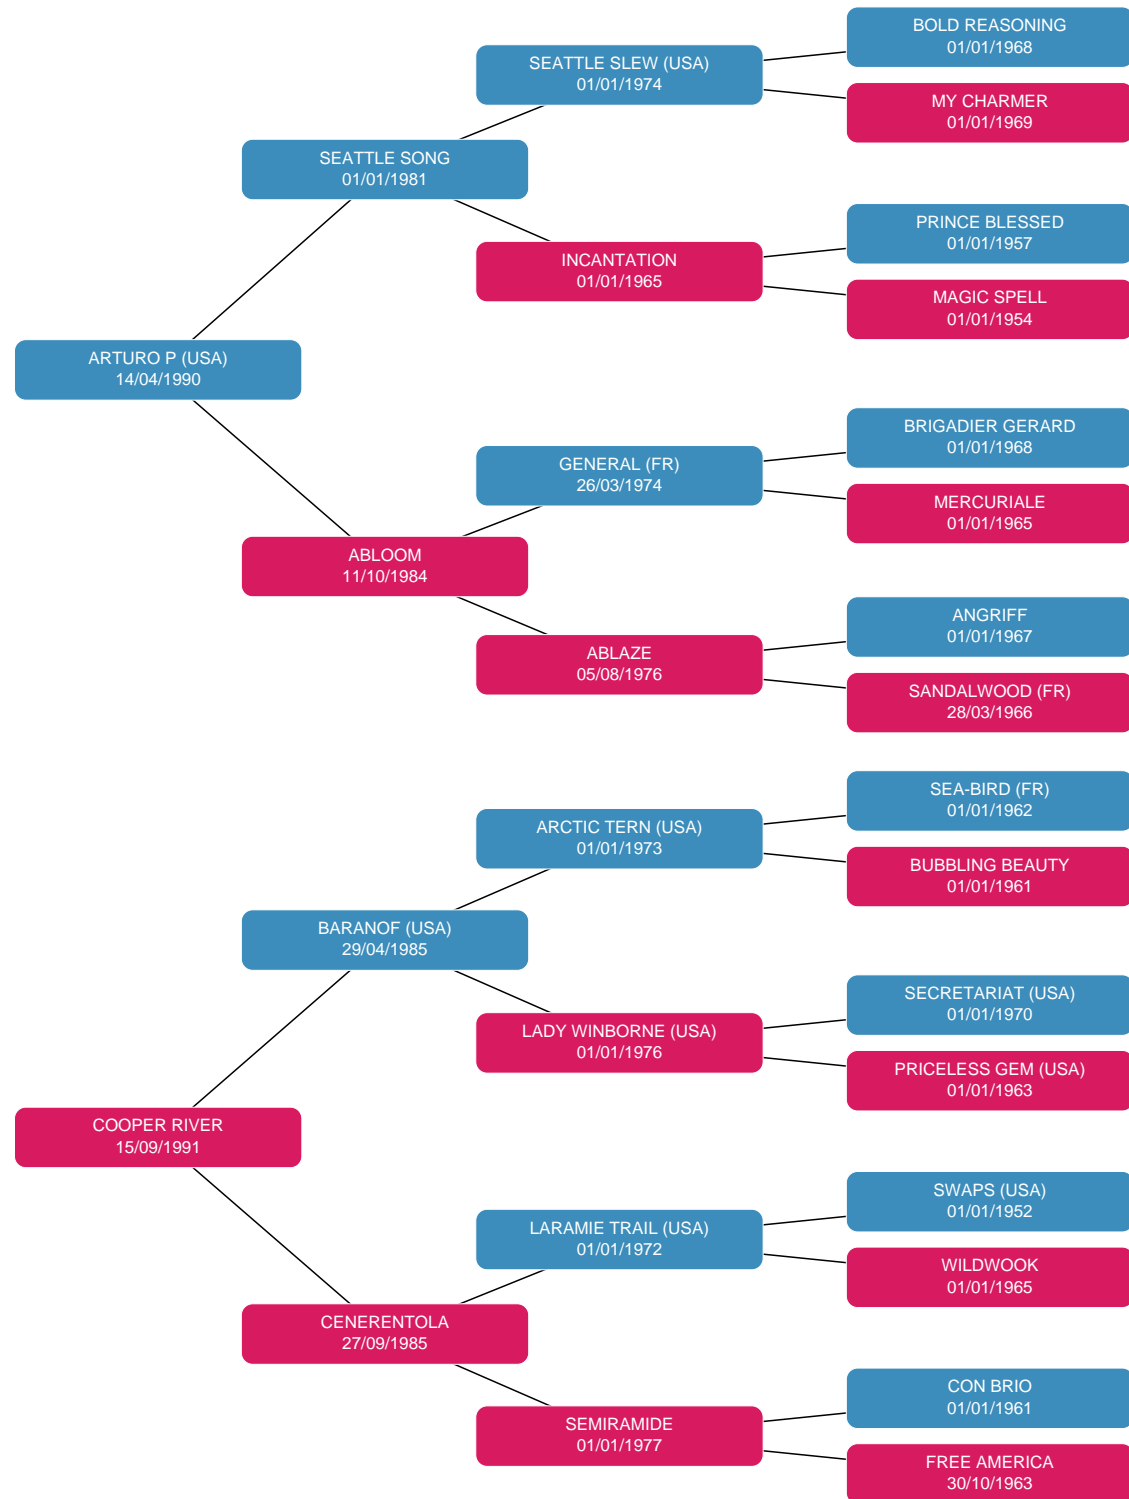 BOLD REASONING
01/01/1968
SEATTLE SLEW (USA)
01/01/1974
MY CHARMER
01/01/1969
SEATTLE SONG
01/01/1981
PRINCE BLESSED
01/01/1957
INCANTATION
01/01/1965
MAGIC SPELL
01/01/1954
ARTURO P (USA)
14/04/1990
BRIGADIER GERARD
01/01/1968
GENERAL (FR)
26/03/1974
MERCURIALE
01/01/1965
ABLOOM
11/10/1984
ANGRIFF
01/01/1967
ABLAZE
05/08/1976
SANDALWOOD (FR)
28/03/1966
SEA-BIRD (FR)
01/01/1962
ARCTIC TERN (USA)
01/01/1973
BUBBLING BEAUTY
01/01/1961
BARANOF (USA)
29/04/1985
SECRETARIAT (USA)
01/01/1970
LADY WINBORNE (USA)
01/01/1976
PRICELESS GEM (USA)
01/01/1963
COOPER RIVER
15/09/1991
SWAPS (USA)
01/01/1952
LARAMIE TRAIL (USA)
01/01/1972
WILDWOOK
01/01/1965
CENERENTOLA
27/09/1985
CON BRIO
01/01/1961
SEMIRAMIDE
01/01/1977
FREE AMERICA
30/10/1963